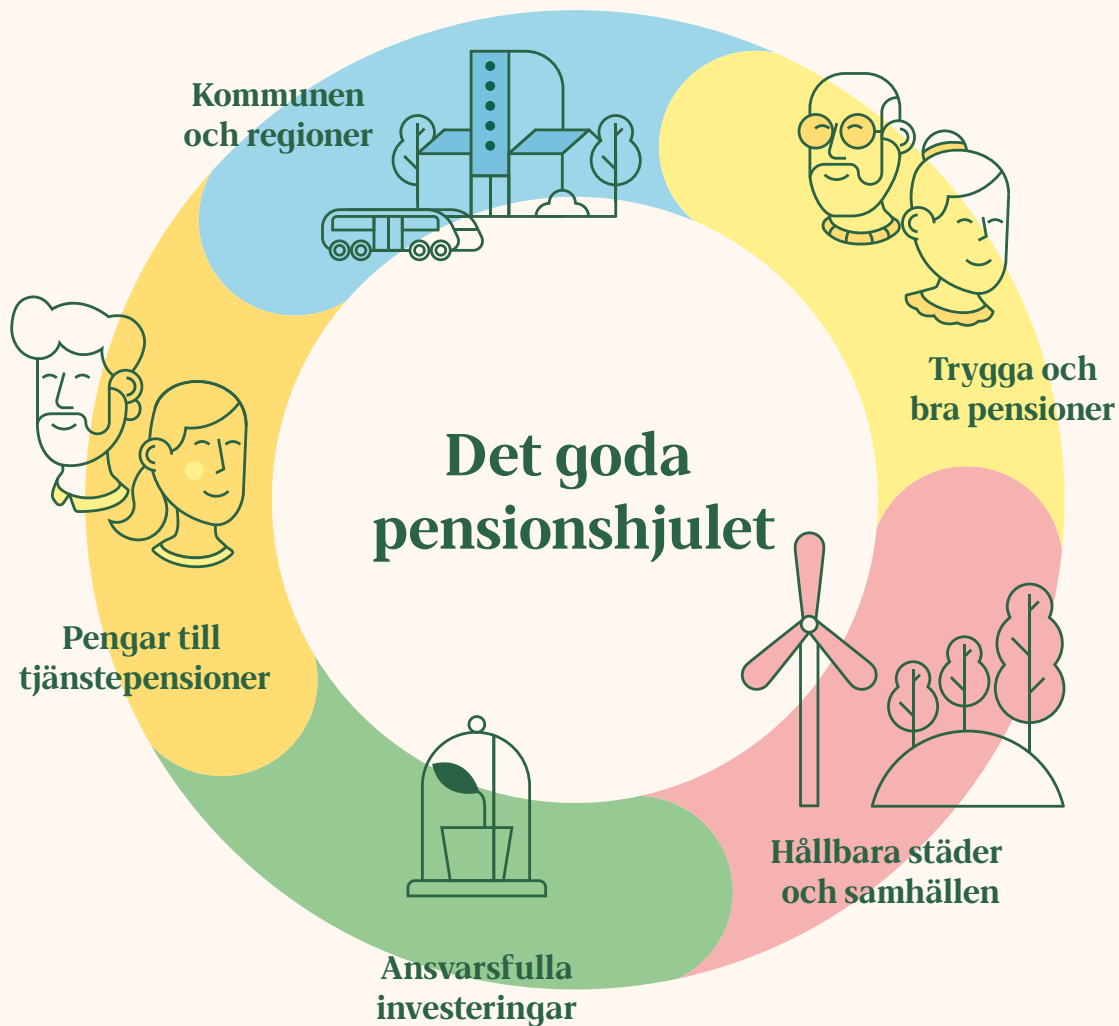 Kommunen
och regioner
Trygga och
bra pensioner
Det goda
pensionshjulet
Pengar till
tjänstepensioner
Hållbara städer
och samhällen
Ansvarsfulla
investeringar